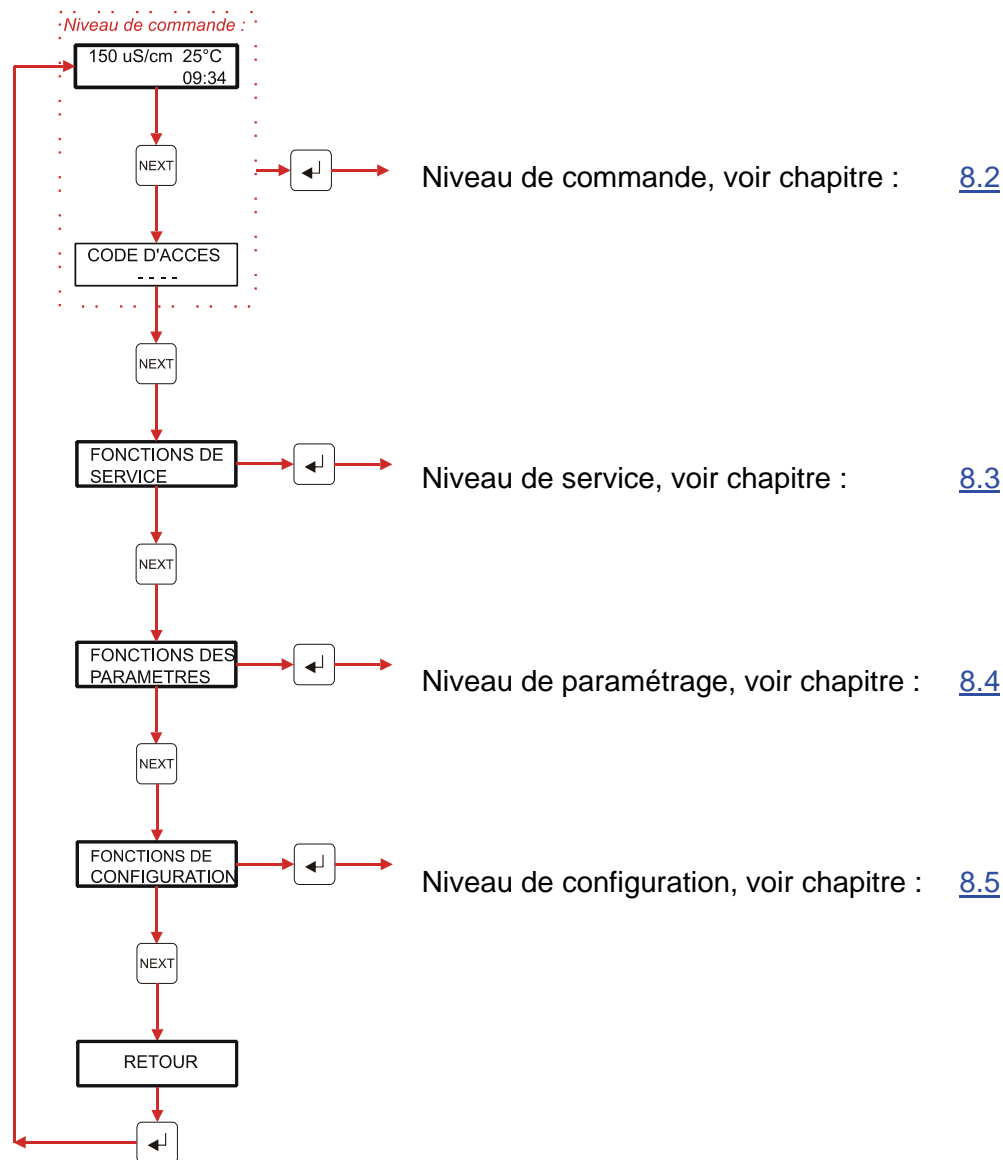 Niveau de commande :
150 uS/cm 25°C
09:34
NEXT
Niveau de commande, voir chapitre : 8.2
CODE D'ACCES
- - - -
NEXT
FONCTIONS DE
SERVICE
Niveau de service, voir chapitre : 8.3
NEXT
FONCTIONS DES
PARAMETRES
Niveau de paramétrage, voir chapitre : 8.4
NEXT
FONCTIONS DE
CONFIGURATION
Niveau de configuration, voir chapitre : 8.5
NEXT
RETOUR